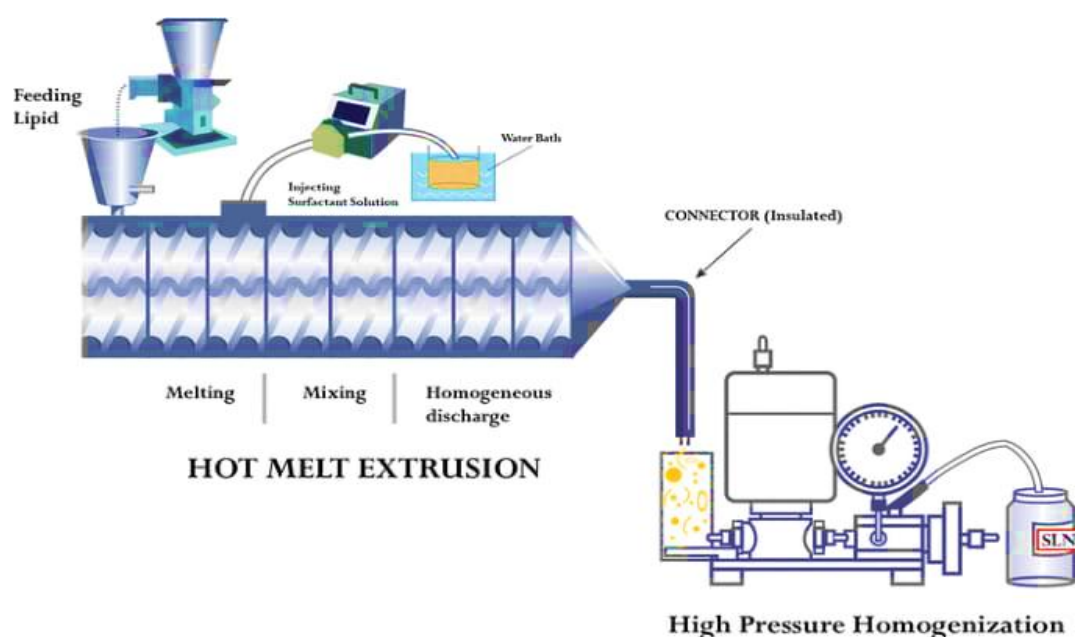 Feeding
Lipid
Water Bath
Injecting
Surfactant Solution
CONNECTOR (Insulated)
Melting
Mixing
Homogeneous
discharge
HOT MELT EXTRUSION
SLN
High Pressure Homogenization